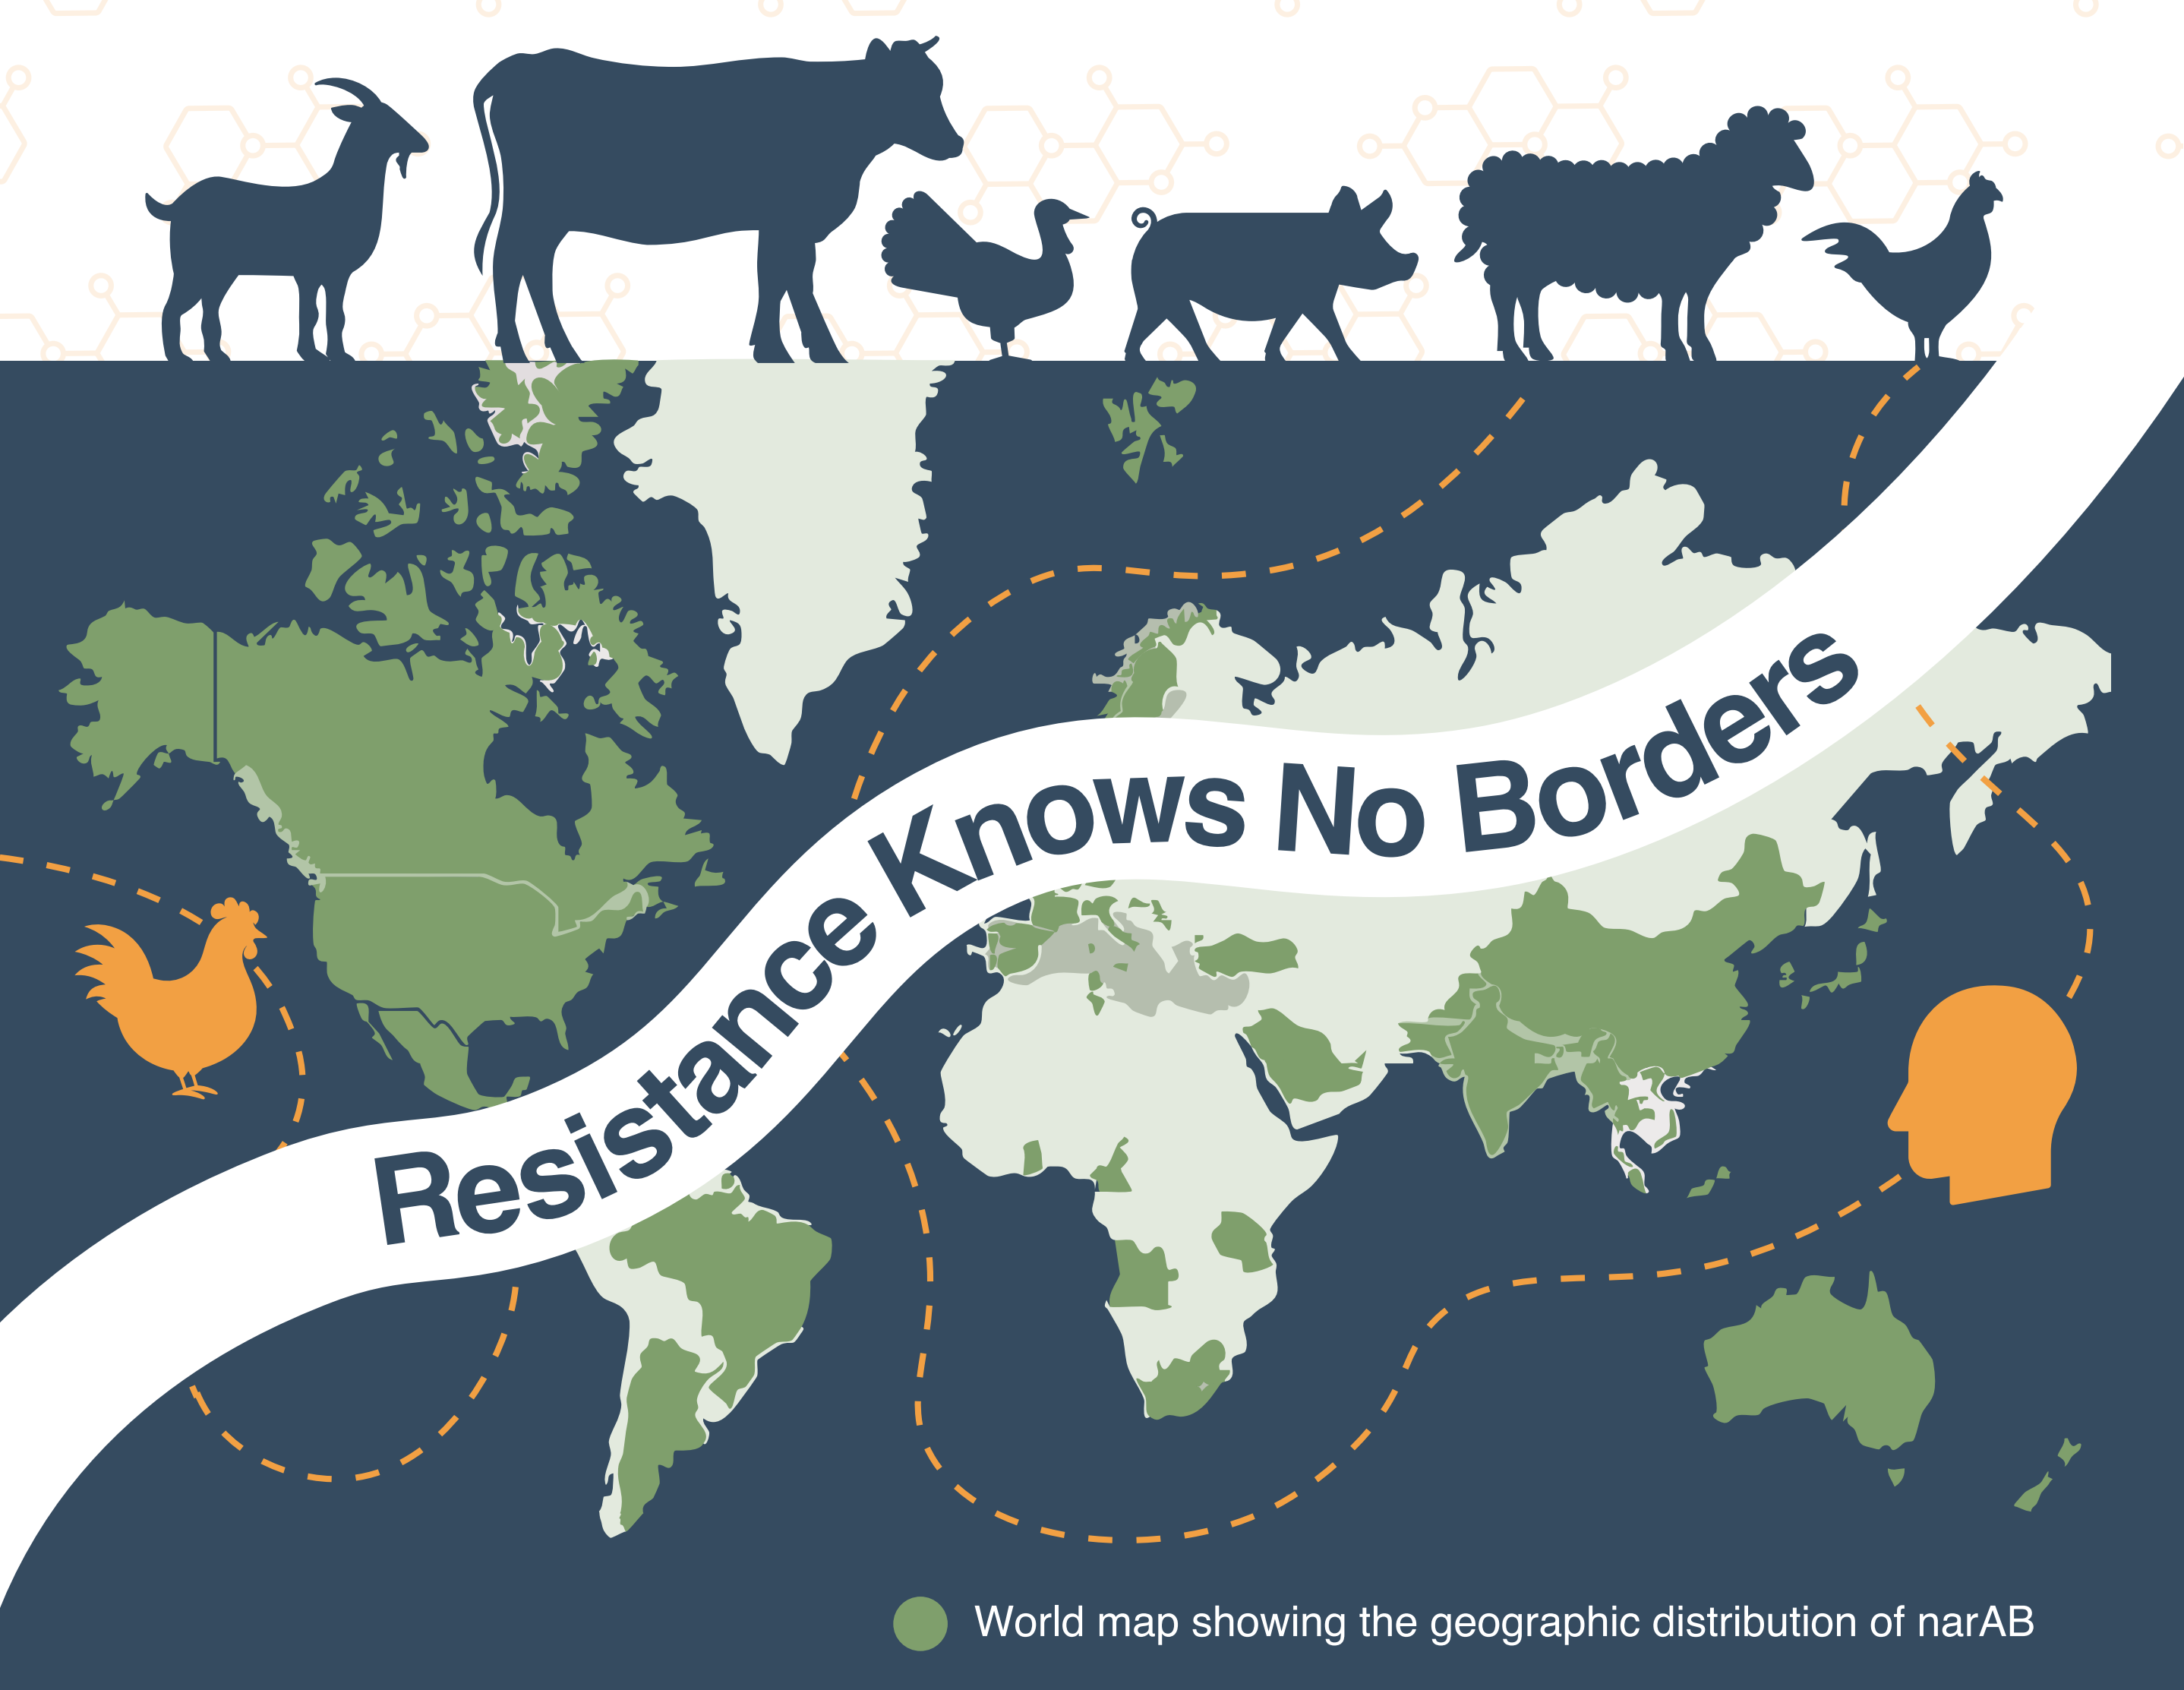 Resistance Knows No Borders
World map showing the geographic distribution of narAB